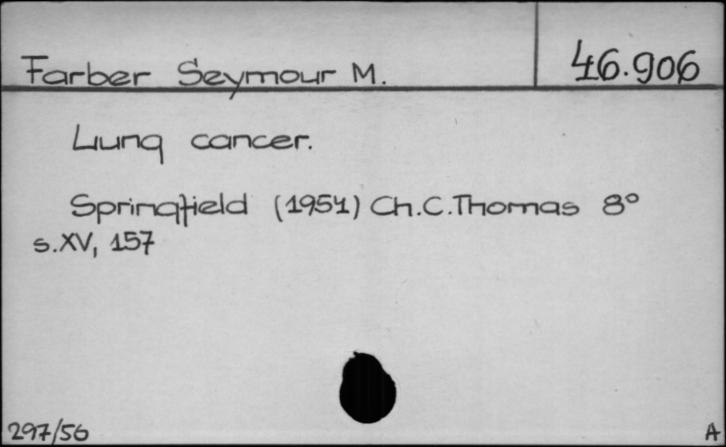 Farber Seymour M.
46.906
Lung cancer.
Springfield (1954) Ch.C.Thomas 8°
s.XV, 157
297/56
A